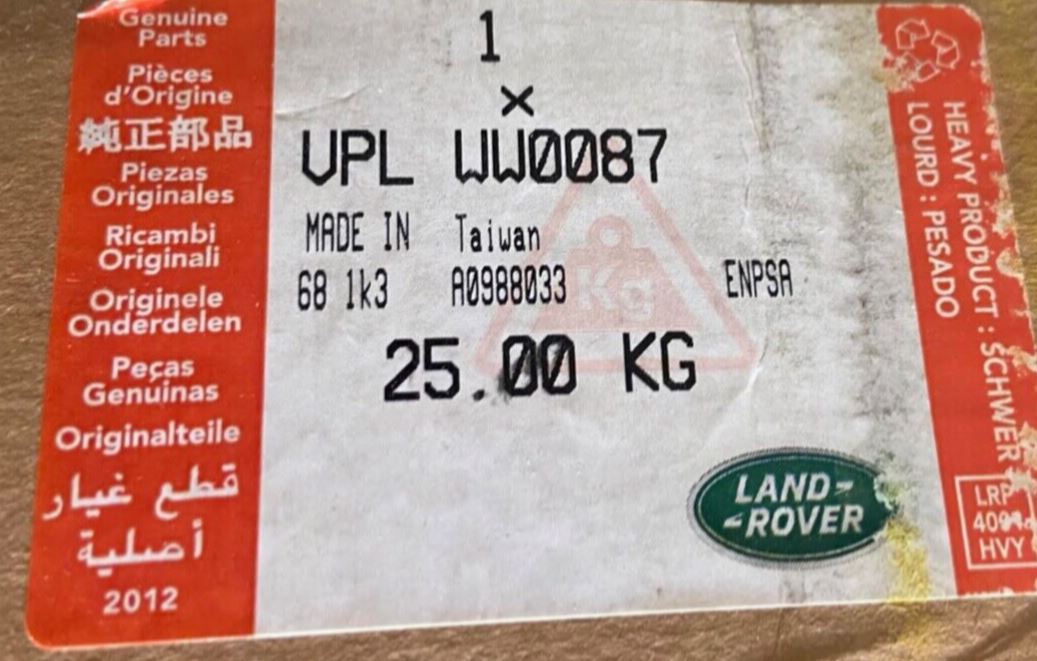 Genuine
Parts
Pièces
d'Origine
純正部品
Piezas
Originales
Ricambi
Originali
Originele
Onderdelen
Peças
Genuinas
Originalteile
قطع غيار
أصلية
2012
1
×
VPL WW0087
MADE IN Taiwan
68 1k3 A0988033 ENPSA
Kg
25.00 KG
LAND-
-ROVER
HEAVY PRODUCT : SCHWER
LOURD : PESADO
LRP
HVY